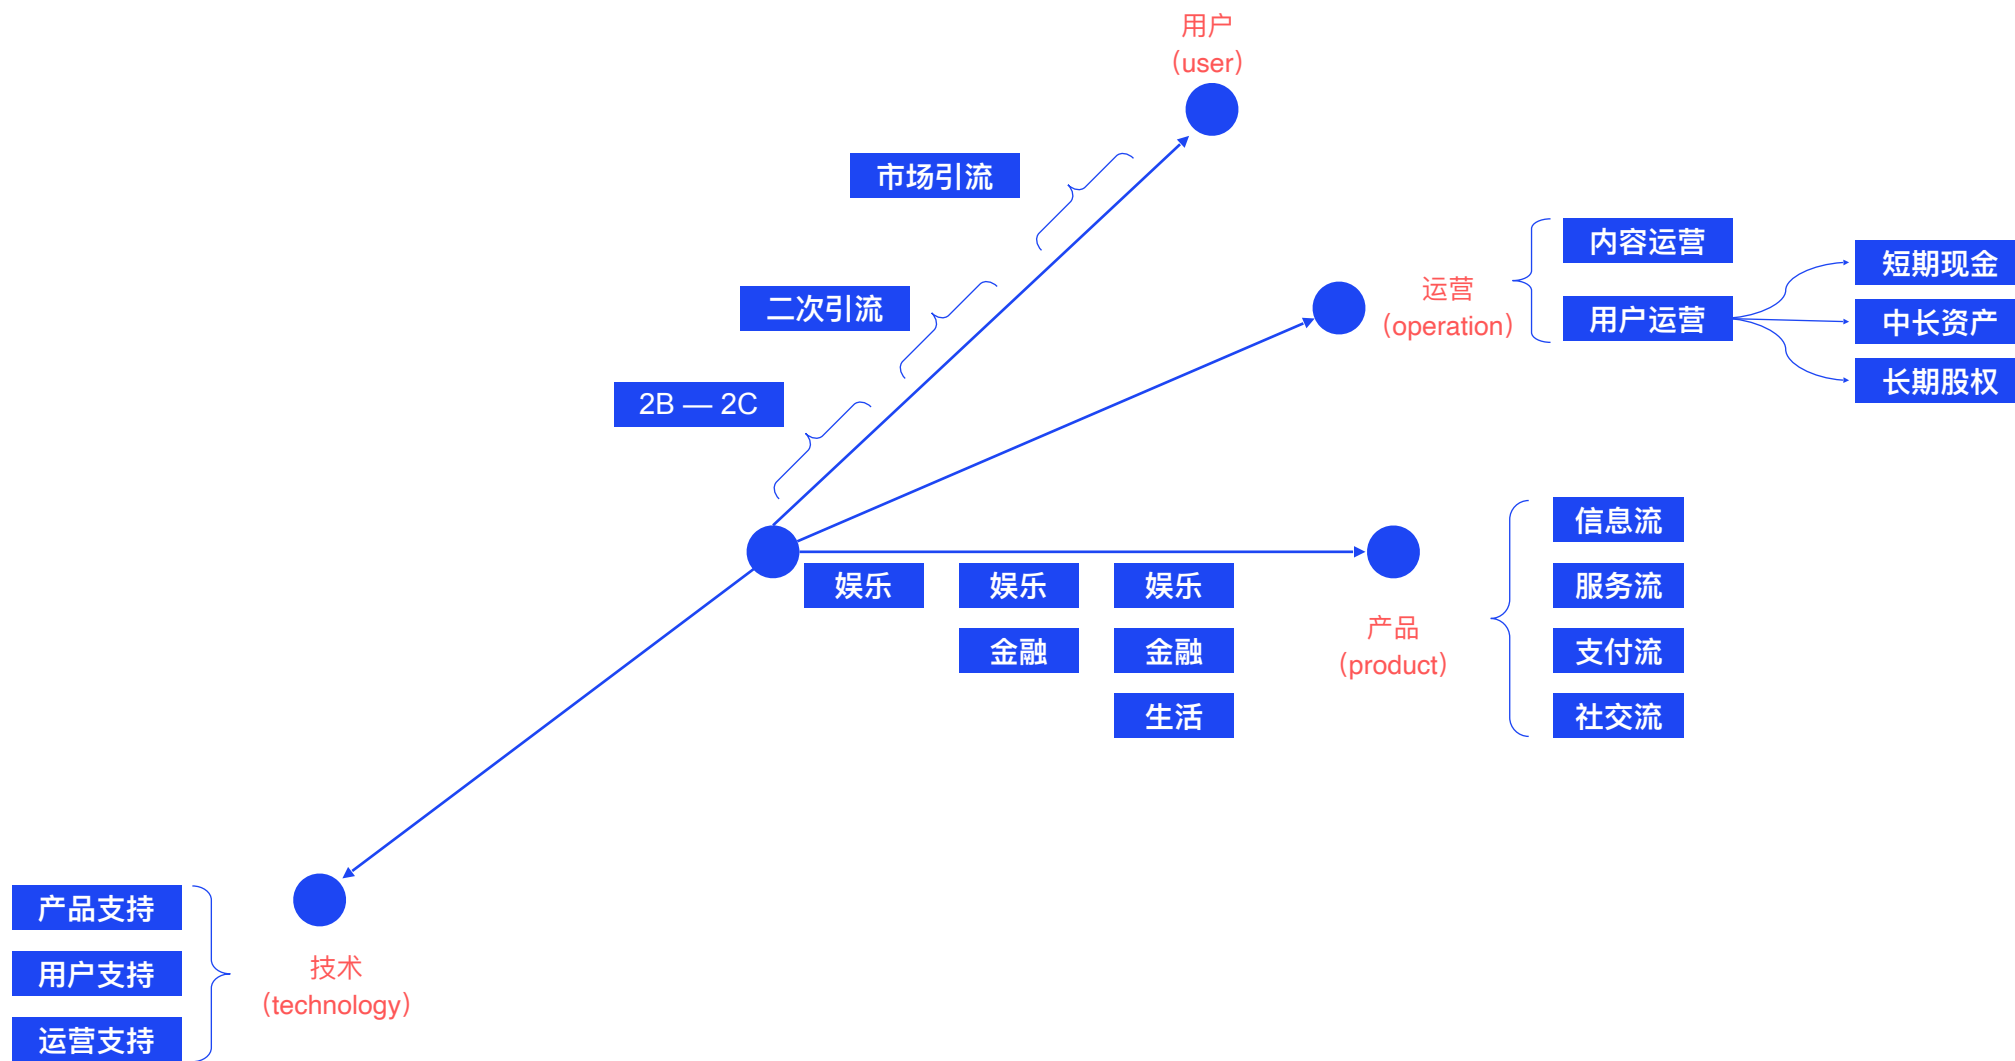 用户
(user)
市场引流
二次引流
2B — 2C
运营
(operation)
内容运营
用户运营
短期现金
中长资产
长期股权
娱乐
娱乐
娱乐
金融
金融
生活
产品
(product)
信息流
服务流
支付流
社交流
产品支持
用户支持
运营支持
技术
(technology)